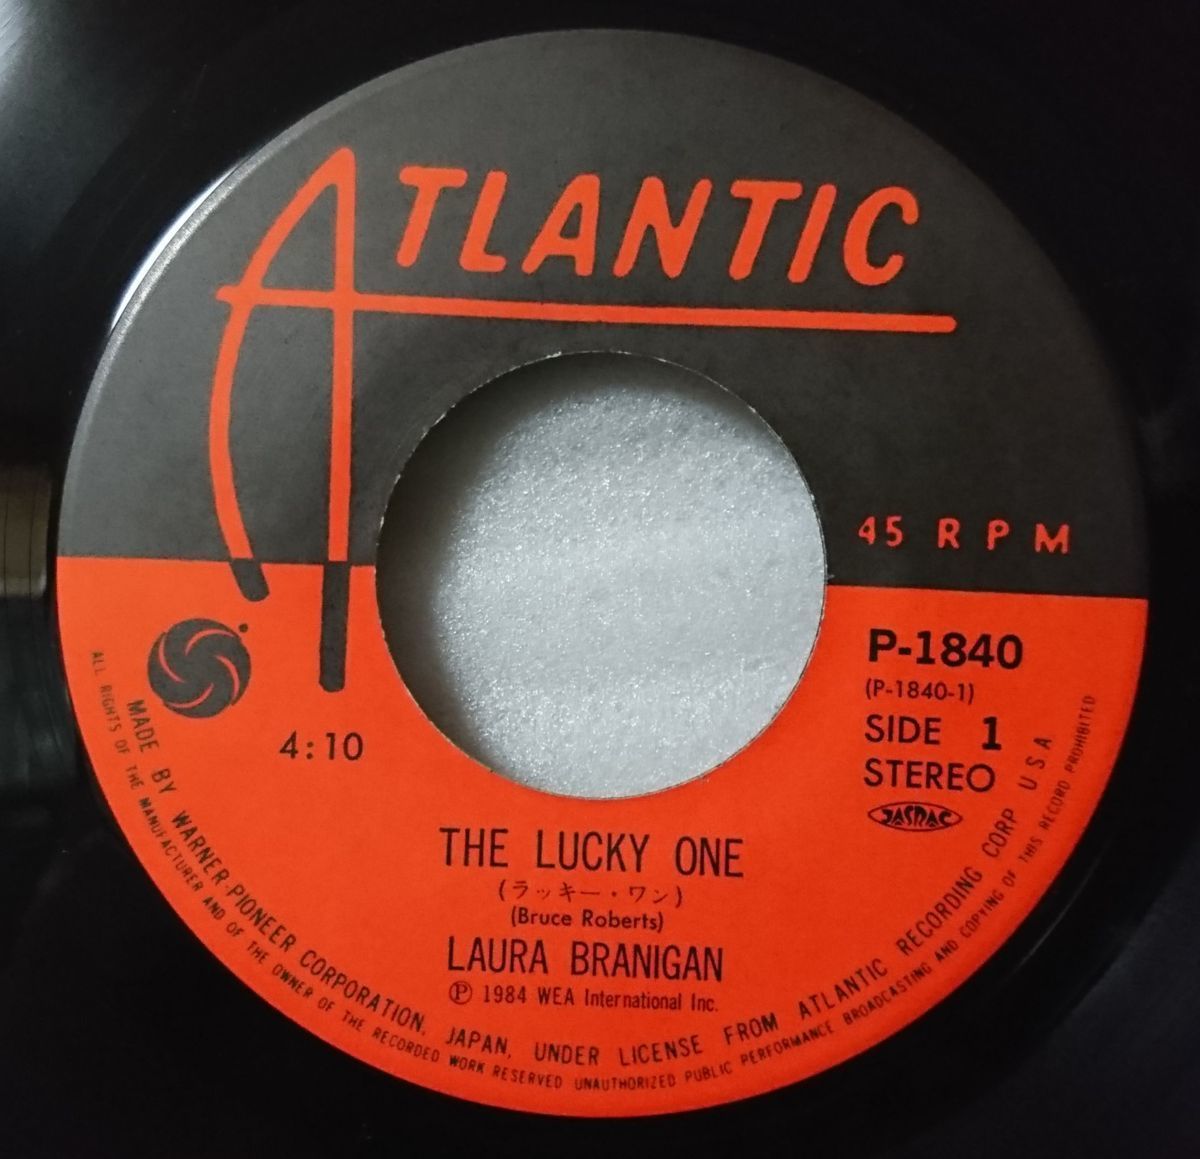 ATLANTIC
45 RPM
P-1840
(P-1840-1)
SIDE 1
STEREO
JASRAC
4:10
THE LUCKY ONE
(ラッキー・ワン)
(Bruce Roberts)
LAURA BRANIGAN
Ⓟ 1984 WEA International Inc.
MADE BY WARNER-PIONEER CORPORATION, JAPAN, UNDER LICENSE FROM ATLANTIC RECORDING CORP U S A
ALL RIGHTS OF THE MANUFACTURER AND OF THE OWNER OF THE RECORDED WORK RESERVED UNAUTHORIZED PUBLIC PERFORMANCE BROADCASTING AND COPYING OF THIS RECORD PROHIBITED